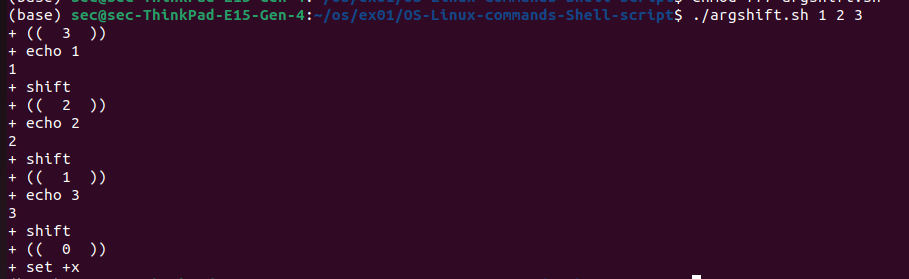 (base) sec@sec-ThinkPad-E15-Gen-4:~/os/ex01/OS-Linux-commands-Shell-script$ chmod 777 argshift.sh
(base) sec@sec-ThinkPad-E15-Gen-4:~/os/ex01/OS-Linux-commands-Shell-script$ ./argshift.sh 1 2 3
+ ((  3  ))
+ echo 1
1
+ shift
+ ((  2  ))
+ echo 2
2
+ shift
+ ((  1  ))
+ echo 3
3
+ shift
+ ((  0  ))
+ set +x